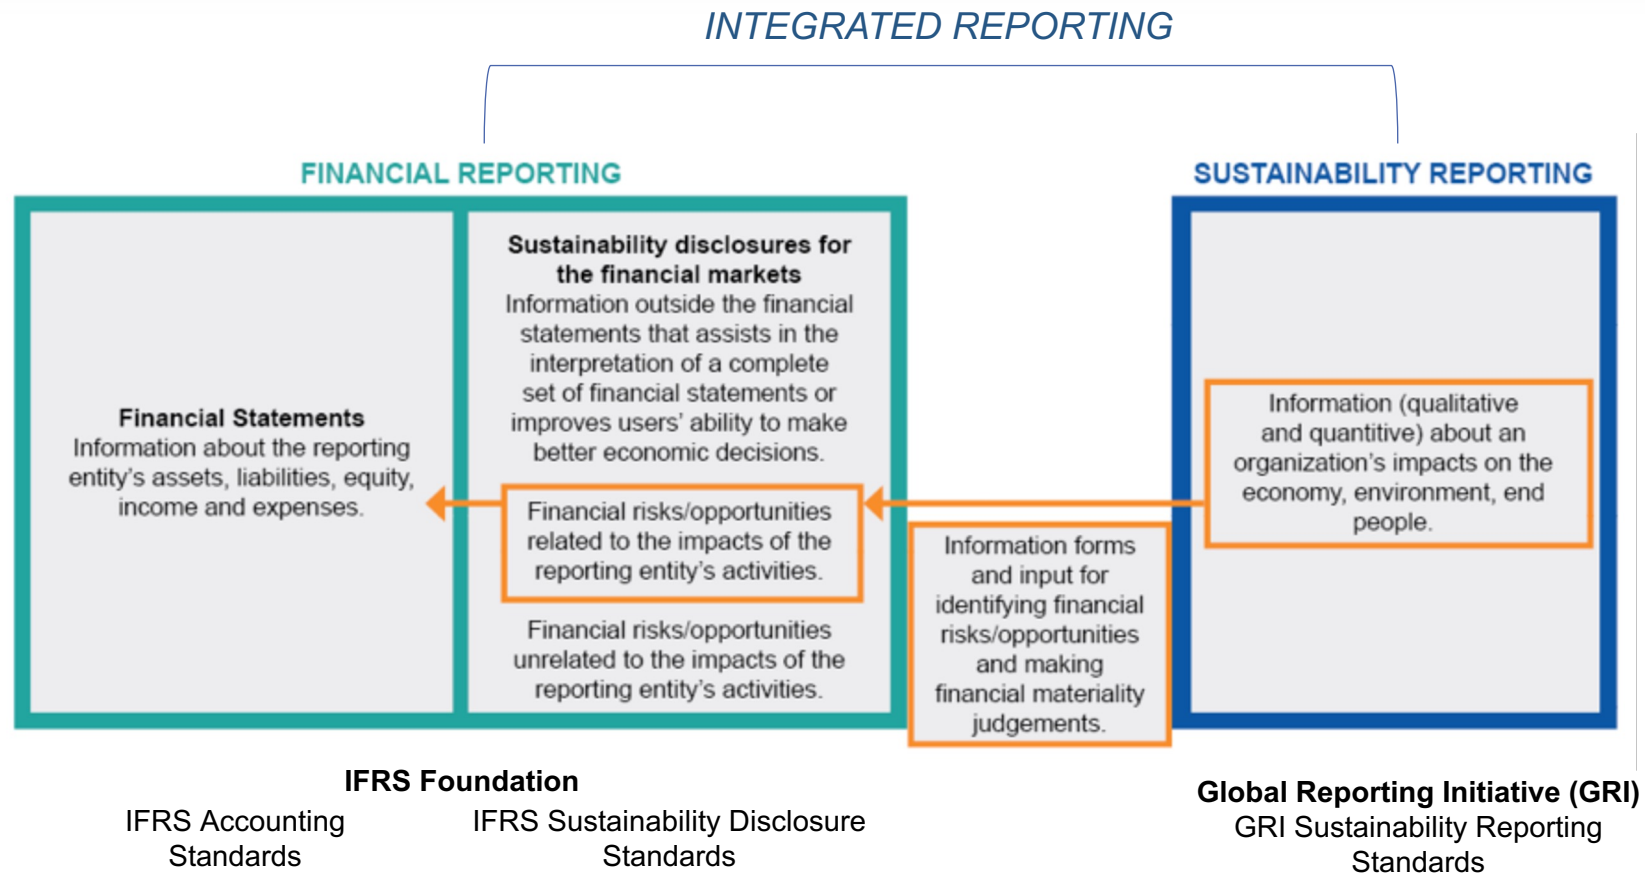 INTEGRATED REPORTING
FINANCIAL REPORTING
Financial Statements
Information about the reporting
entity's assets, liabilities, equity,
income and expenses.
Sustainability disclosures for
the financial markets
Information outside the financial
statements that assists in the
interpretation of a complete
set of financial statements or
improves users' ability to make
better economic decisions.
Financial risks/opportunities
related to the impacts of the
reporting entity's activities.
Financial risks/opportunities
unrelated to the impacts of the
reporting entity's activities.
Information forms
and input for
identifying financial
risks/opportunities
and making
financial materiality
judgements.
SUSTAINABILITY REPORTING
Information (qualitative
and quantitive) about an
organization's impacts on the
economy, environment, end
people.
IFRS Foundation
IFRS Accounting
Standards
IFRS Sustainability Disclosure
Standards
Global Reporting Initiative (GRI)
GRI Sustainability Reporting
Standards